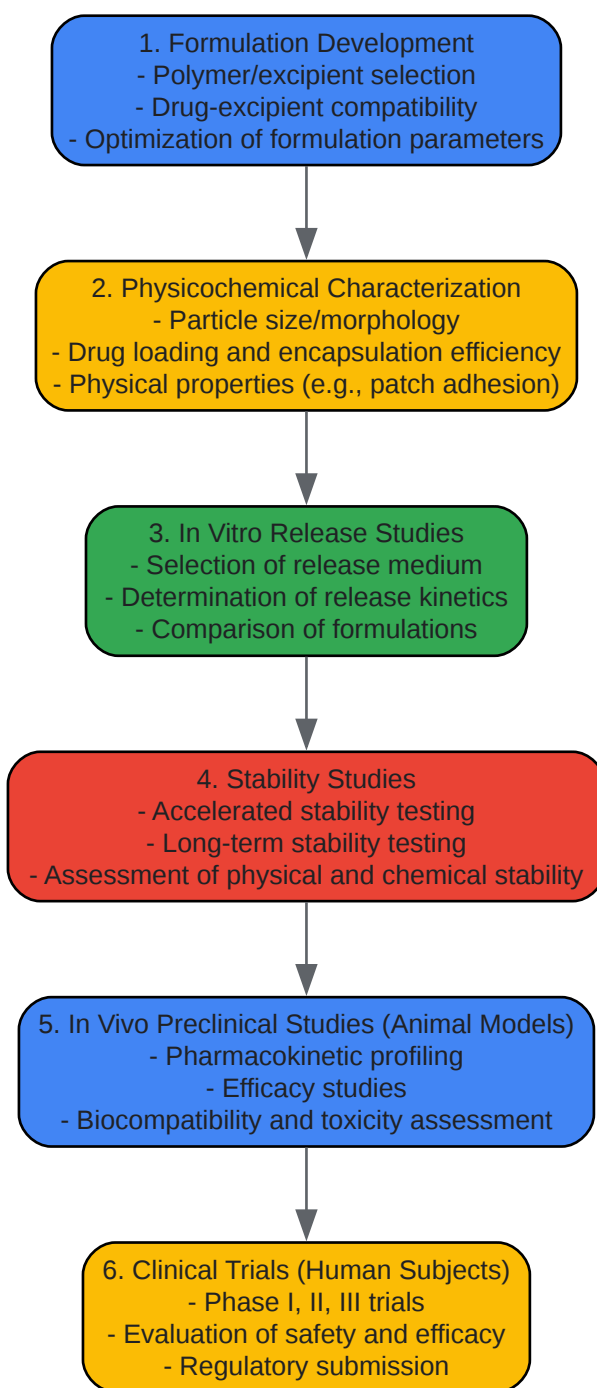 1. Formulation Development
- Polymer/excipient selection
- Drug-excipient compatibility
- Optimization of formulation parameters
2. Physicochemical Characterization
- Particle size/morphology
- Drug loading and encapsulation efficiency
- Physical properties (e.g., patch adhesion)
3. In Vitro Release Studies
- Selection of release medium
- Determination of release kinetics
- Comparison of formulations
4. Stability Studies
- Accelerated stability testing
- Long-term stability testing
- Assessment of physical and chemical stability
5. In Vivo Preclinical Studies (Animal Models)
- Pharmacokinetic profiling
- Efficacy studies
- Biocompatibility and toxicity assessment
6. Clinical Trials (Human Subjects)
- Phase I, II, III trials
- Evaluation of safety and efficacy
- Regulatory submission